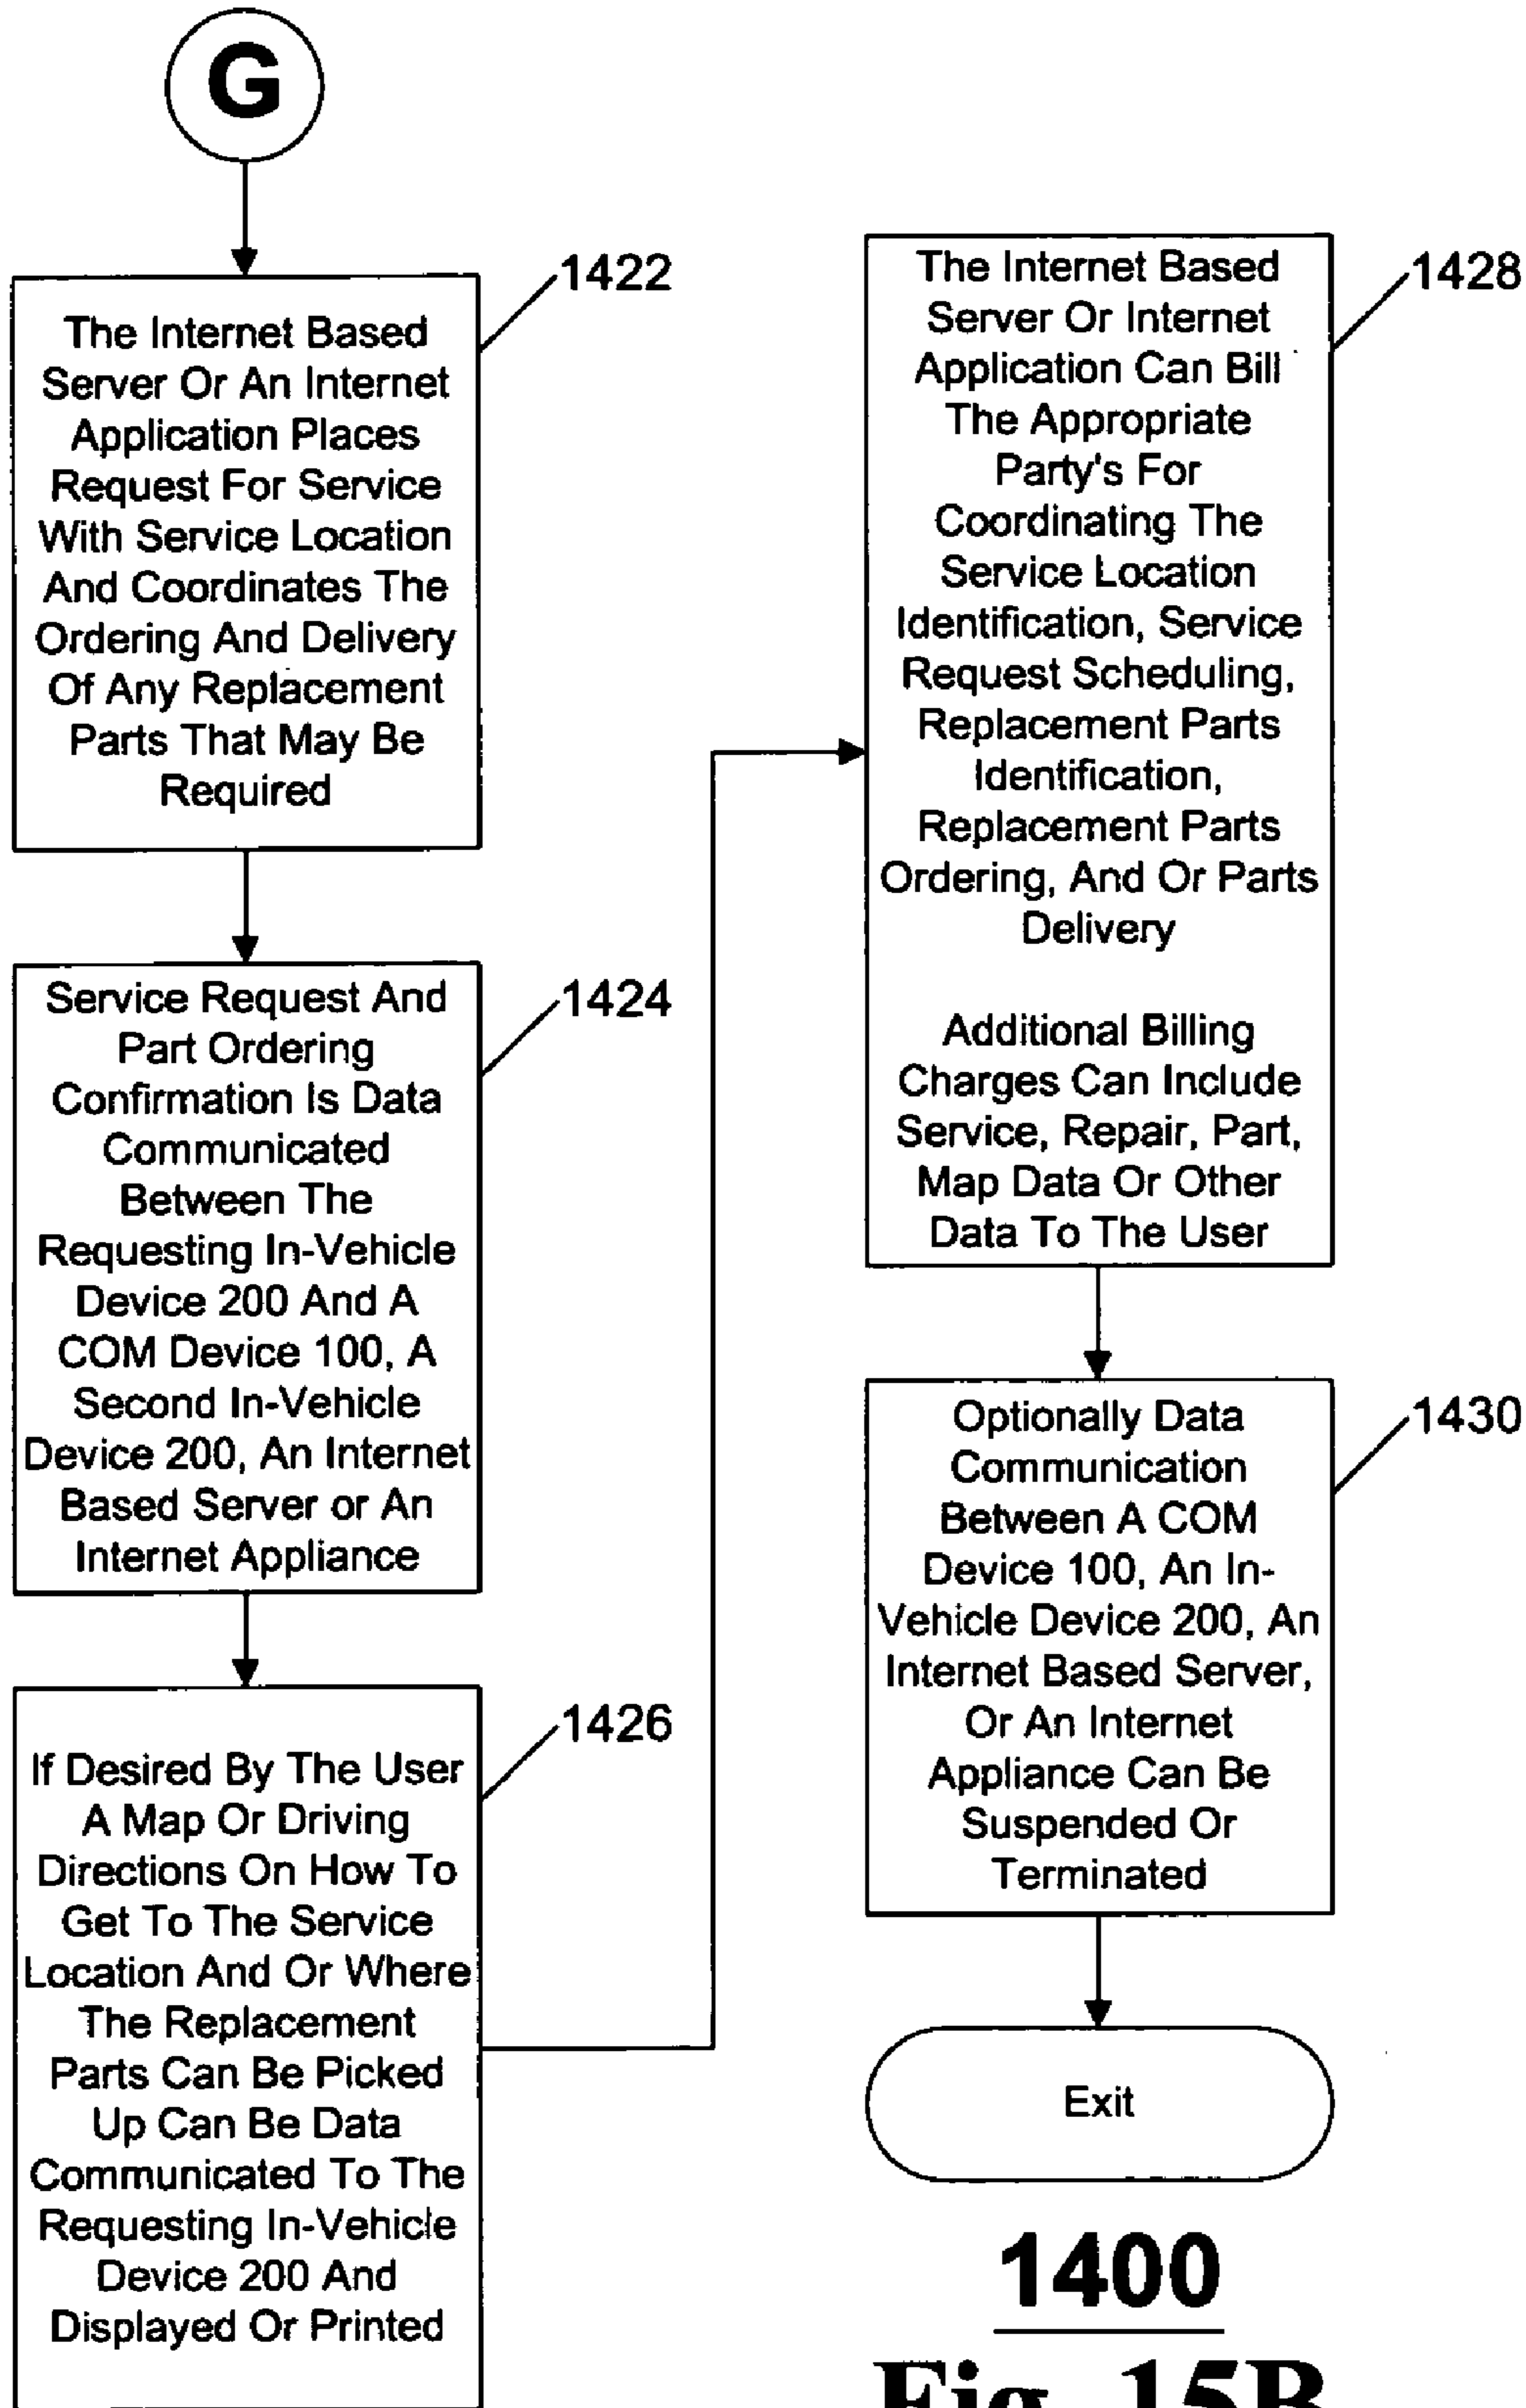 G
1422
The Internet Based
Server Or An Internet
Application Places
Request For Service
With Service Location
And Coordinates The
Ordering And Delivery
Of Any Replacement
Parts That May Be
Required
1424
Service Request And
Part Ordering
Confirmation Is Data
Communicated
Between The
Requesting In-Vehicle
Device 200 And A
COM Device 100, A
Second In-Vehicle
Device 200, An Internet
Based Server or An
Internet Appliance
1426
If Desired By The User
A Map Or Driving
Directions On How To
Get To The Service
Location And Or Where
The Replacement
Parts Can Be Picked
Up Can Be Data
Communicated To The
Requesting In-Vehicle
Device 200 And
Displayed Or Printed
1428
The Internet Based
Server Or Internet
Application Can Bill
The Appropriate
Party's For
Coordinating The
Service Location
Identification, Service
Request Scheduling,
Replacement Parts
Identification,
Replacement Parts
Ordering, And Or Parts
Delivery
Additional Billing
Charges Can Include
Service, Repair, Part,
Map Data Or Other
Data To The User
1430
Optionally Data
Communication
Between A COM
Device 100, An In-
Vehicle Device 200, An
Internet Based Server,
Or An Internet
Appliance Can Be
Suspended Or
Terminated
Exit
1400
Fig. 15B